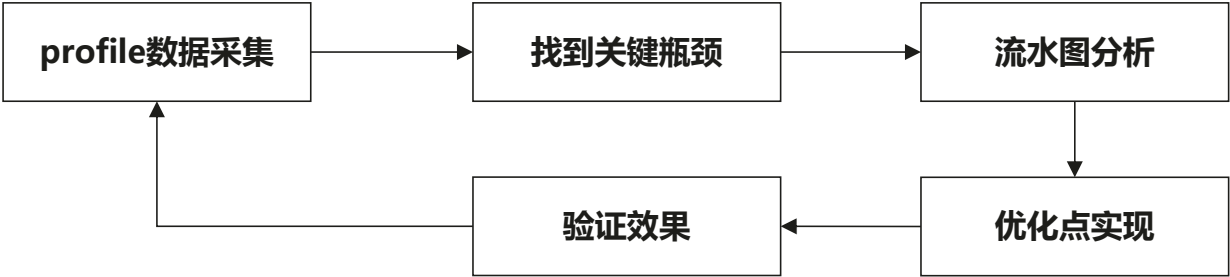 profile数据采集
找到关键瓶颈
流水图分析
优化点实现
验证效果